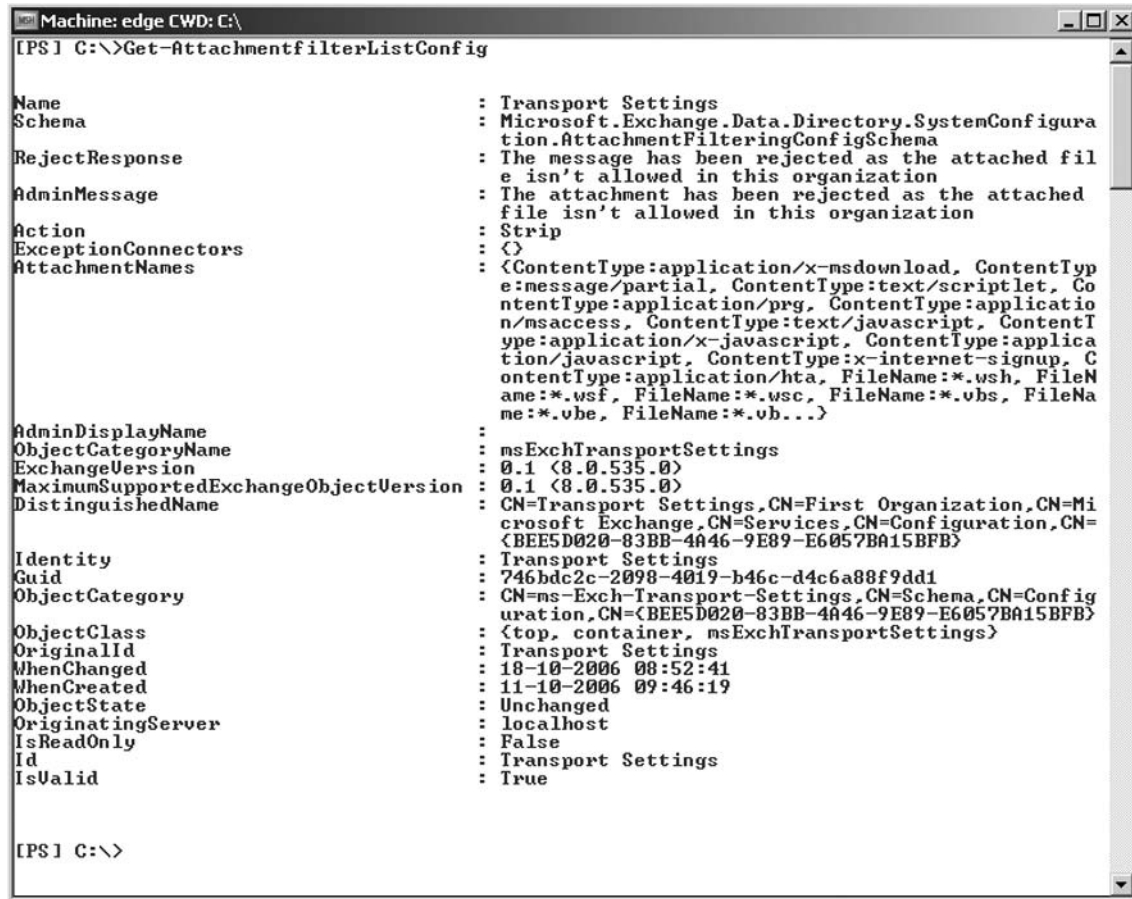 Machine: edge CWD: C:\
[PS] C:\>Get-AttachmentfilterListConfig
Name : Transport Settings
Schema : Microsoft.Exchange.Data.Directory.SystemConfigura
tion.AttachmentFilteringConfigSchema
RejectResponse : The message has been rejected as the attached fil
e isn't allowed in this organization
AdminMessage : The attachment has been rejected as the attached
file isn't allowed in this organization
Action : Strip
ExceptionConnectors : {}
AttachmentNames : {ContentType:application/x-msdownload, ContentTyp
e:message/partial, ContentType:text/scriptlet, Co
ntentType:application/prg, ContentType:applicatio
n/msaccess, ContentType:text/javascript, ContentT
ype:application/x-javascript, ContentType:applica
tion/javascript, ContentType:x-internet-signup, C
ontentType:application/hta, FileName:*.wsh, FileN
ame:*.wsf, FileName:*.wsc, FileName:*.vbs, FileNa
me:*.vbe, FileName:*.vb...}
AdminDisplayName :
ObjectCategoryName : msExchTransportSettings
ExchangeVersion : 0.1 (8.0.535.0)
MaximumSupportedExchangeObjectVersion : 0.1 (8.0.535.0)
DistinguishedName : CN=Transport Settings,CN=First Organization,CN=Mi
crosoft Exchange,CN=Services,CN=Configuration,CN=
{BEE5D020-83BB-4A46-9E89-E6057BA15BFB}
Identity : Transport Settings
Guid : 746bdc2c-2098-4019-b46c-d4c6a88f9dd1
ObjectCategory : CN=ms-Exch-Transport-Settings,CN=Schema,CN=Config
uration,CN={BEE5D020-83BB-4A46-9E89-E6057BA15BFB}
ObjectClass : {top, container, msExchTransportSettings}
OriginalId : Transport Settings
WhenChanged : 18-10-2006 08:52:41
WhenCreated : 11-10-2006 09:46:19
ObjectState : Unchanged
OriginatingServer : localhost
IsReadOnly : False
Id : Transport Settings
IsValid : True
[PS] C:\>